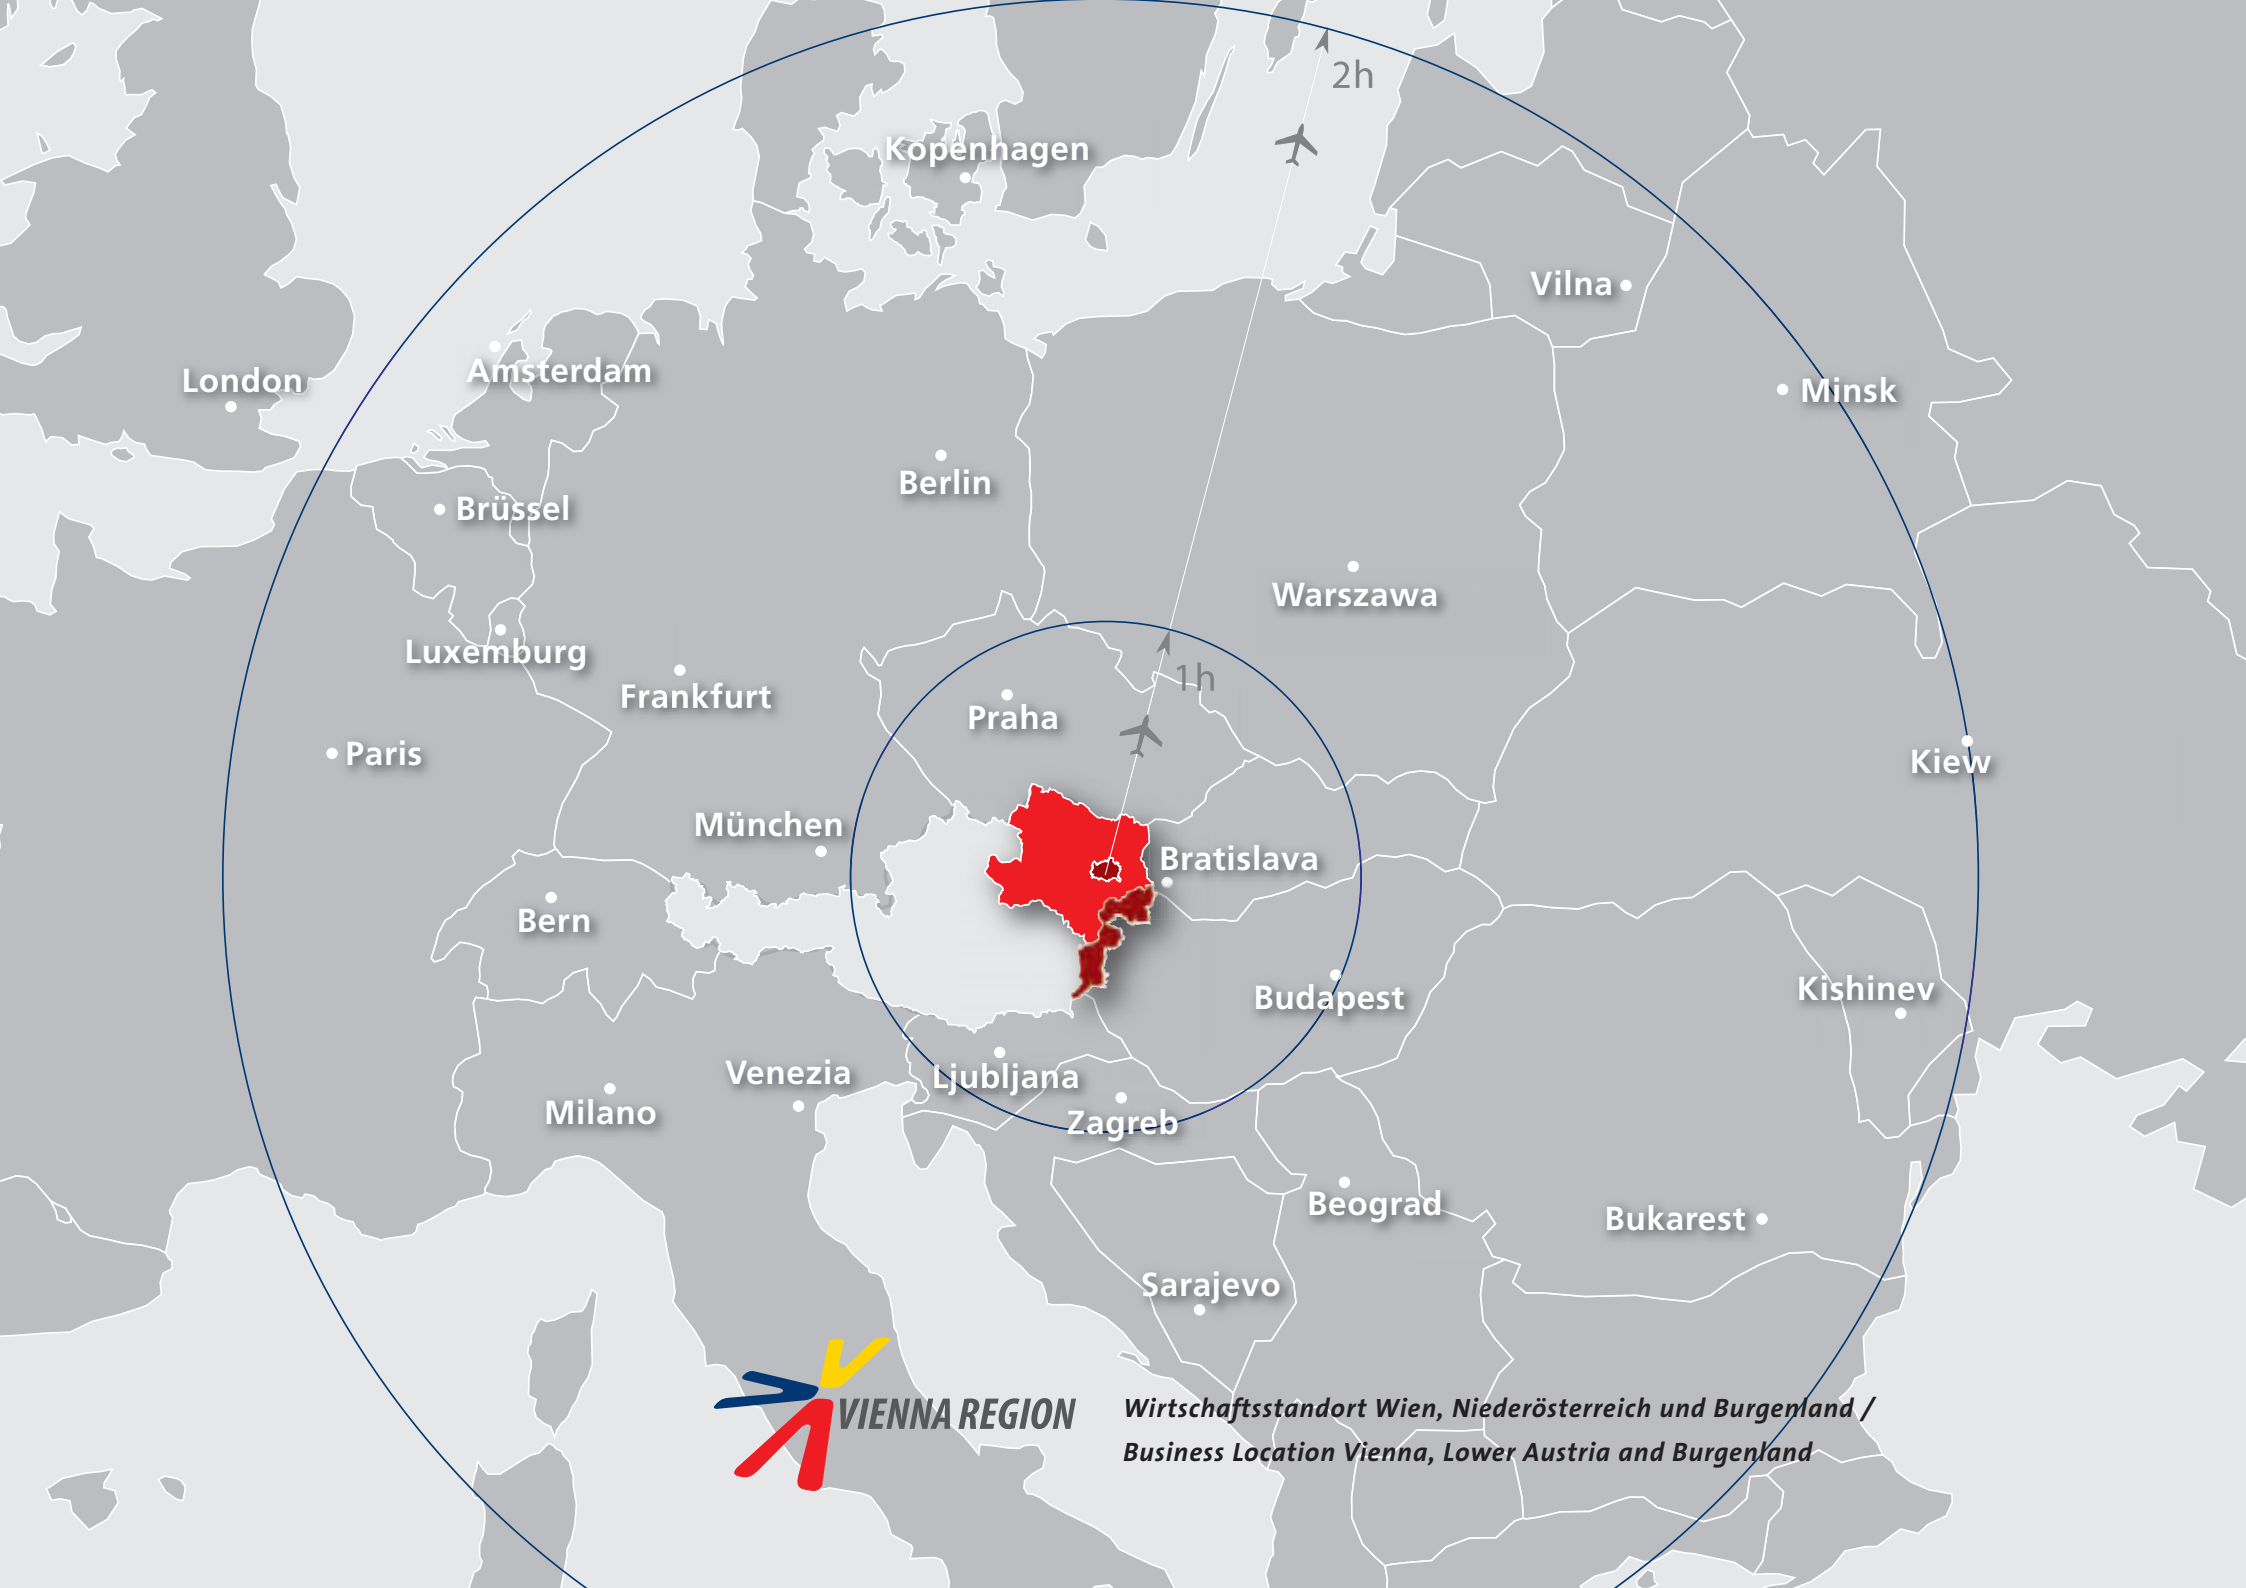 2h
Kopenhagen
Vilna
London
Amsterdam
Minsk
Berlin
Brüssel
Warszawa
Luxemburg
Frankfurt
1h
Praha
Paris
Kiew
München
Bratislava
Bern
Budapest
Kishinev
Venezia
Ljubljana
Milano
Zagreb
Beograd
Bukarest
Sarajevo
VIENNA REGION
Wirtschaftsstandort Wien, Niederösterreich und Burgenland /
Business Location Vienna, Lower Austria and Burgenland